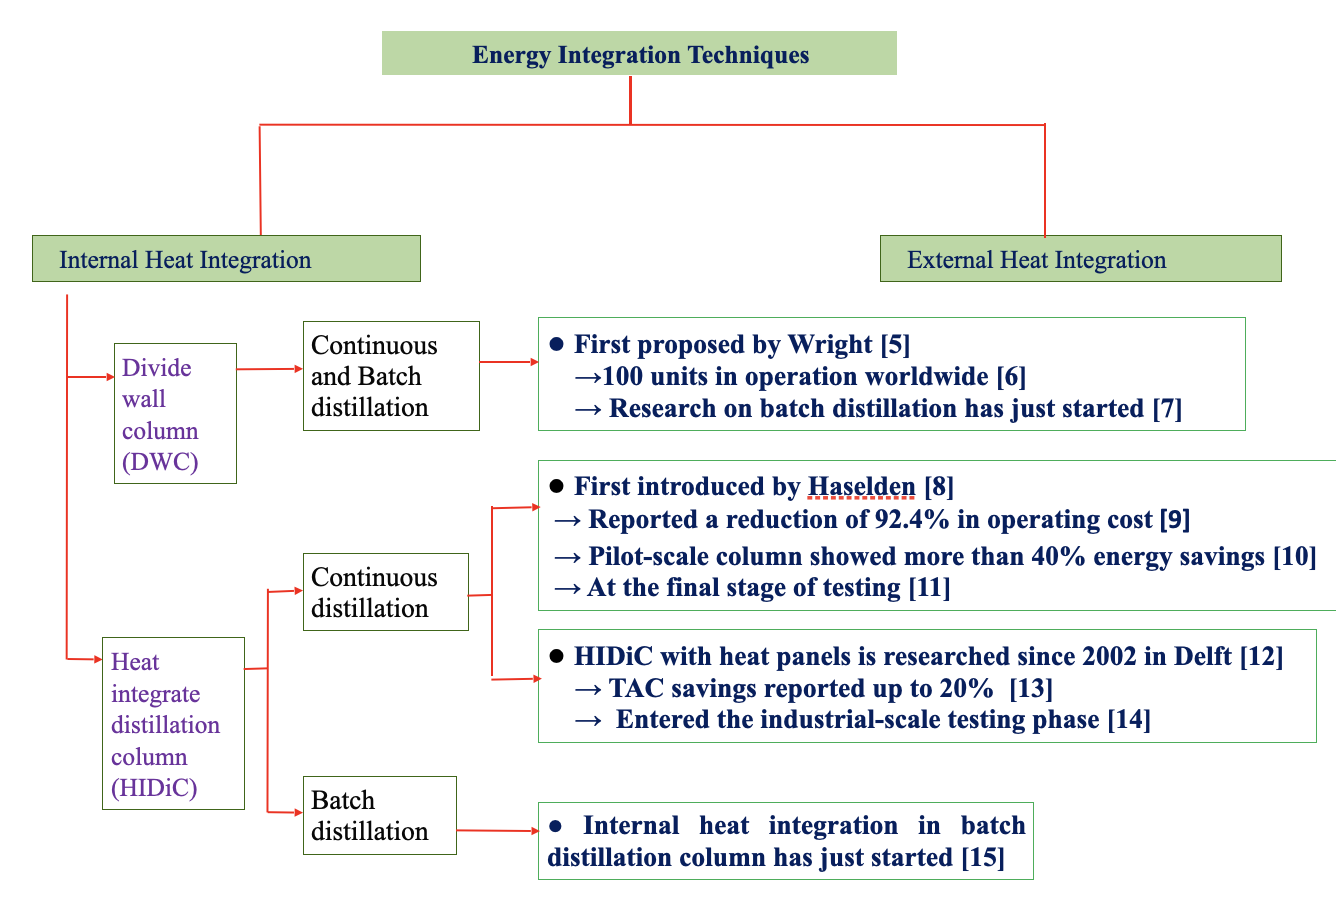 Energy Integration Techniques
Internal Heat Integration
External Heat Integration
Divide
wall
column
(DWC)
Continuous
and Batch
distillation
● First proposed by Wright [5]
→100 units in operation worldwide [6]
→ Research on batch distillation has just started [7]
Heat
integrate
distillation
column
(HIDiC)
Continuous
distillation
● First introduced by Haselden [8]
→ Reported a reduction of 92.4% in operating cost [9]
→ Pilot-scale column showed more than 40% energy savings [10]
→ At the final stage of testing [11]
● HIDiC with heat panels is researched since 2002 in Delft [12]
→ TAC savings reported up to 20% [13]
→ Entered the industrial-scale testing phase [14]
Batch
distillation
● Internal heat integration in batch
distillation column has just started [15]